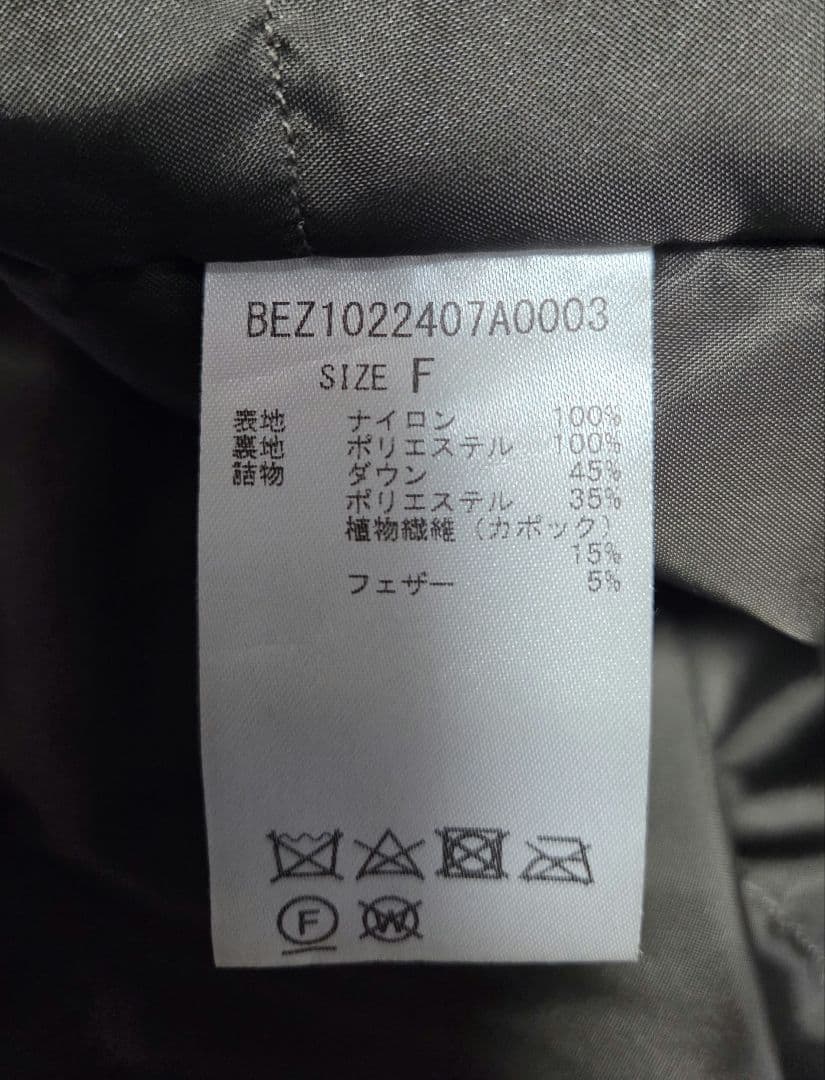 BEZ1022407A0003
SIZE F
表地 ナイロン 100%
裏地 ポリエステル 100%
詰物 ダウン 45%
ポリエステル 35%
植物繊維（カポック）
15%
フェザー 5%
F
W